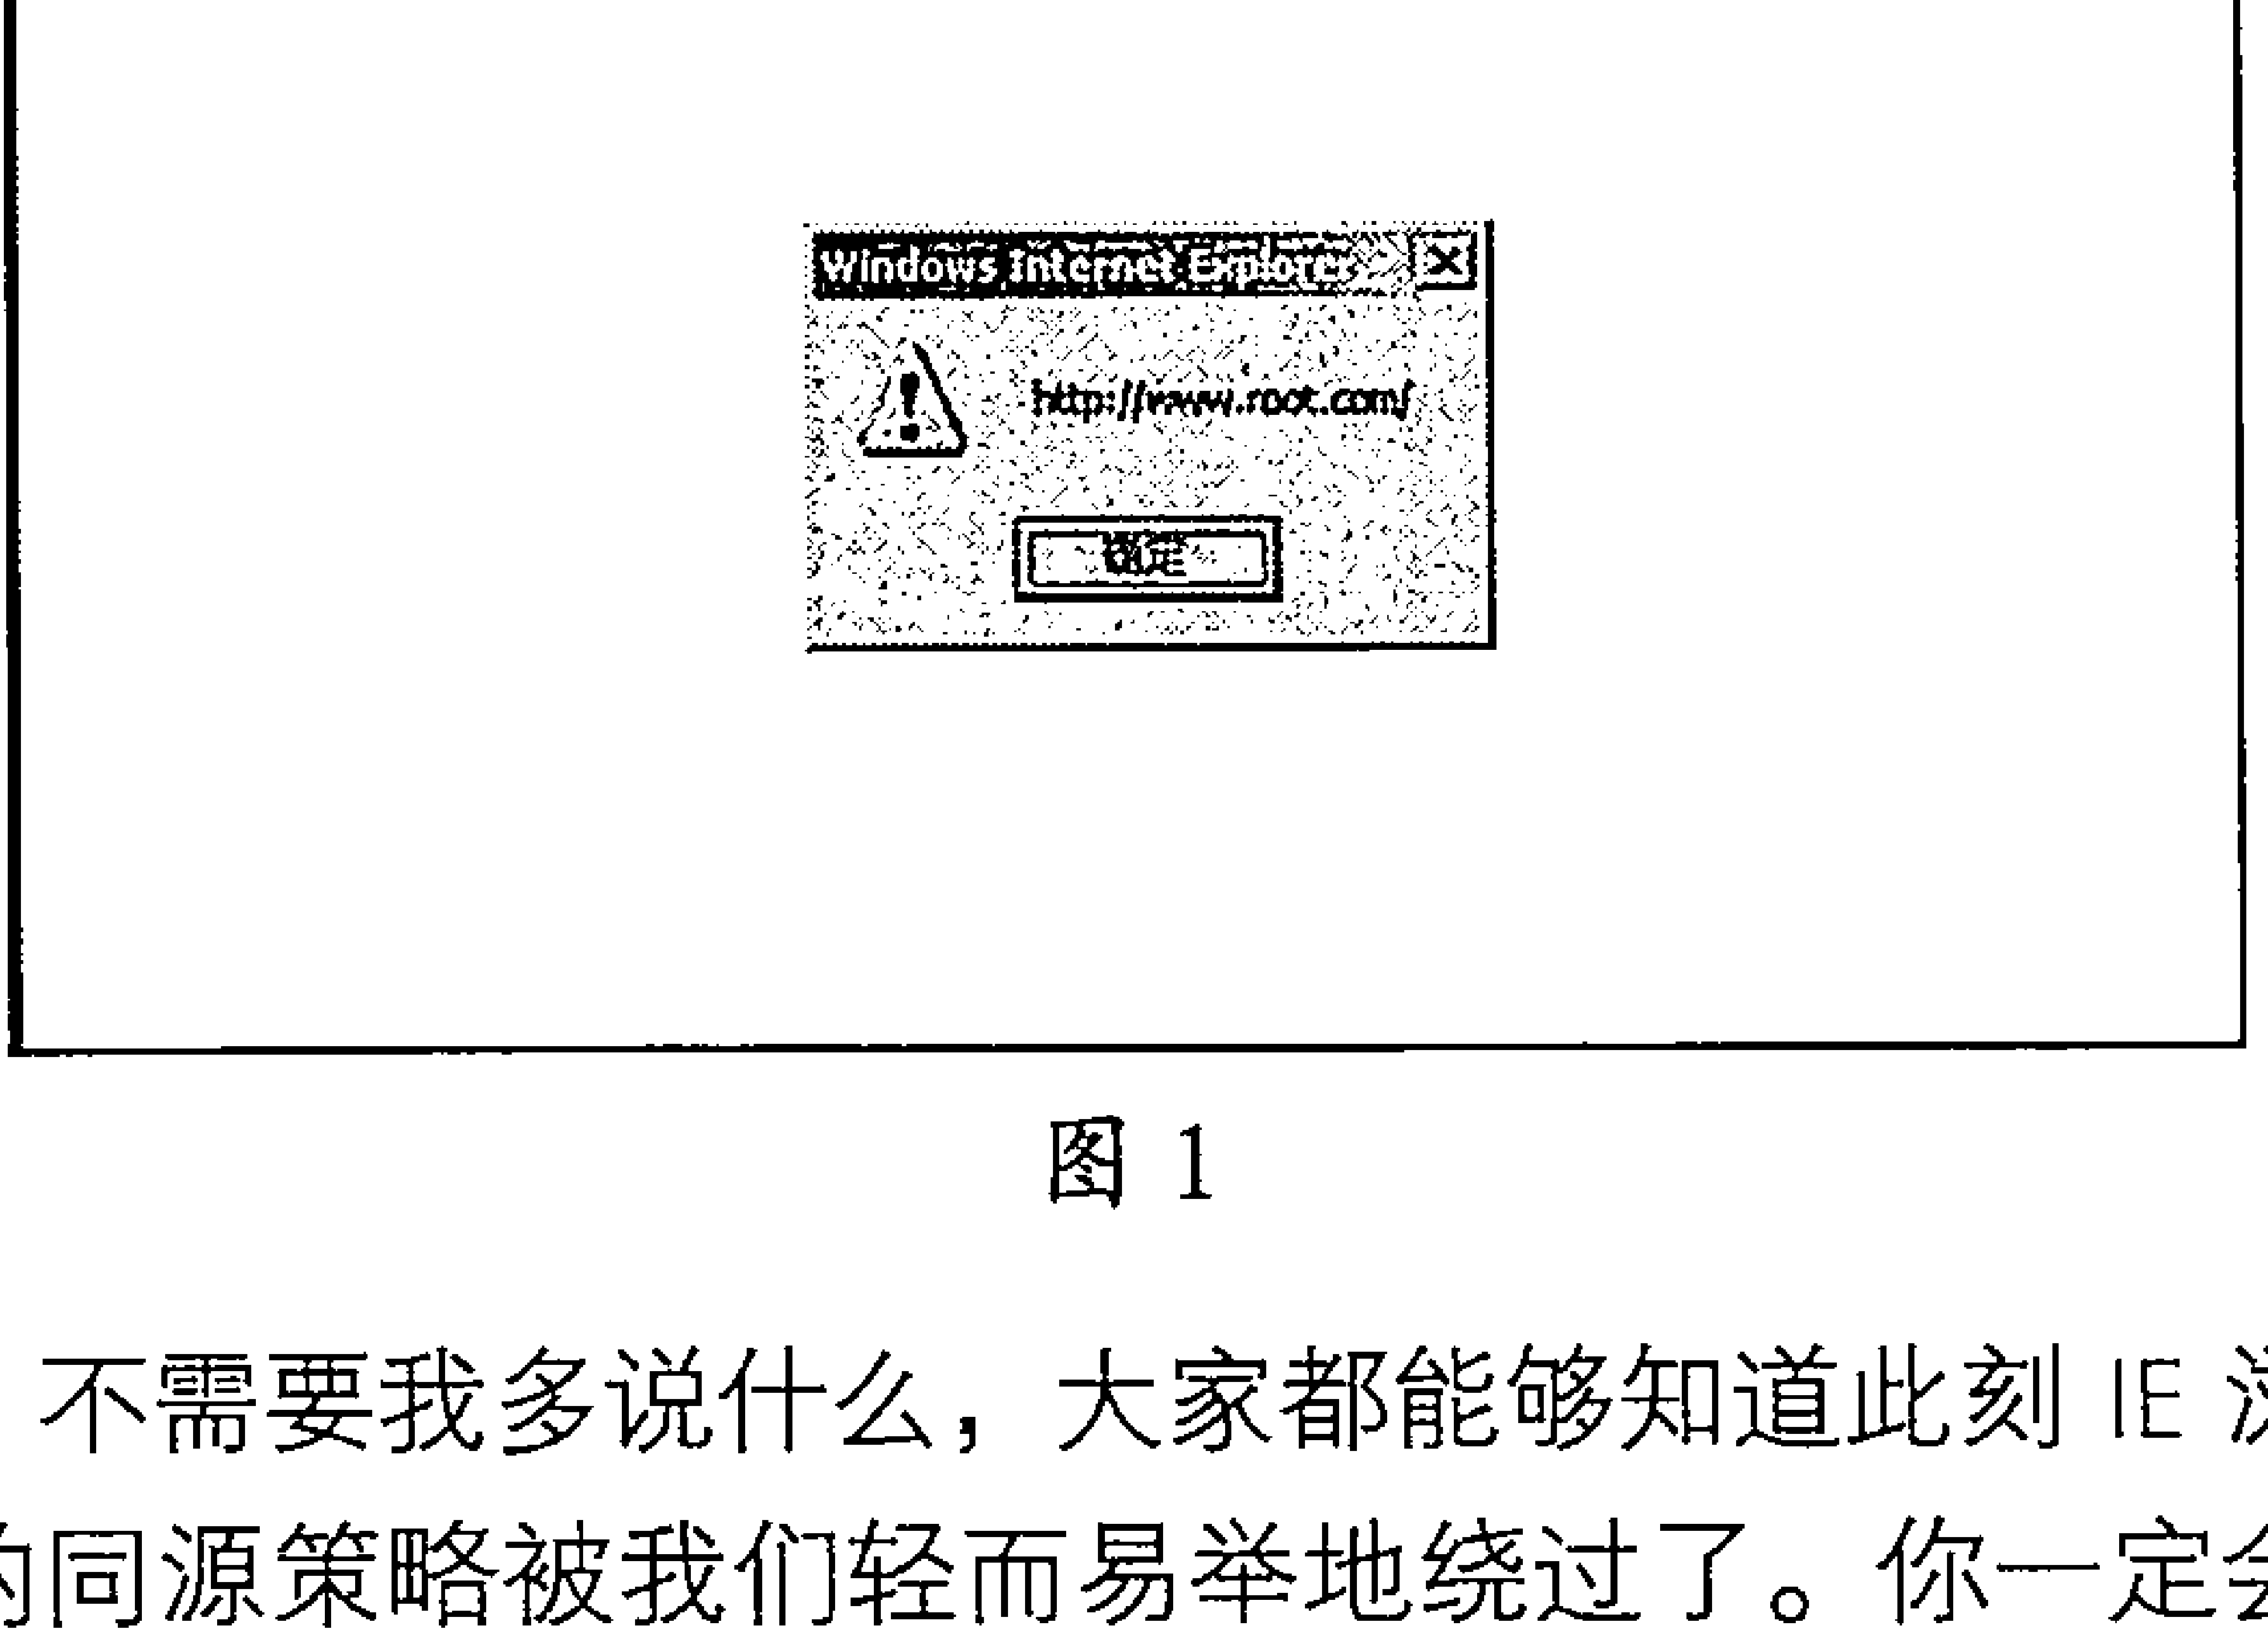 Windows Internet Explorer
http://www.root.com/
确定
图 1
不需要我多说什么，大家都能够知道此刻 IE
同源策略被我们轻而易举地绕过了。你一定